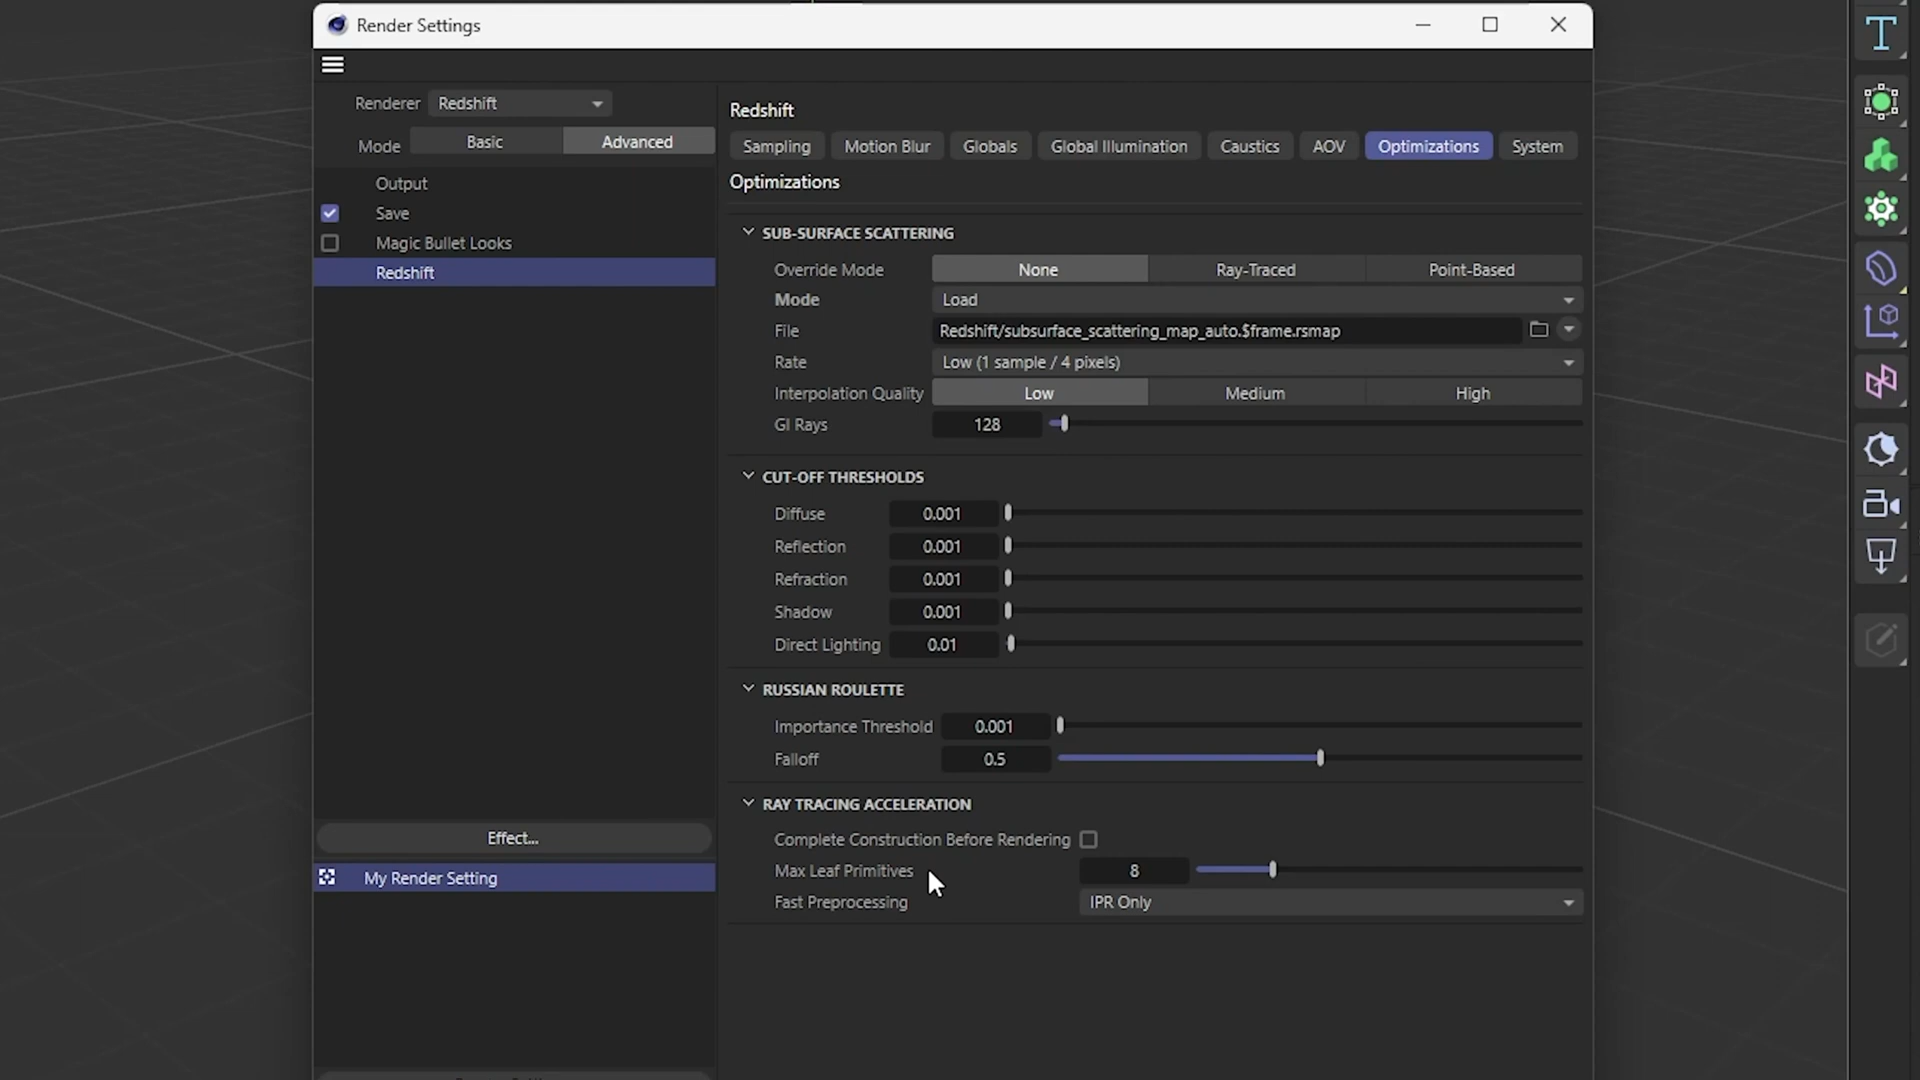 Render Settings
Renderer Redshift
Mode Basic Advanced
Output
Save
Magic Bullet Looks
Redshift
Effect...
My Render Setting
Redshift
Sampling Motion Blur Globals Global Illumination Caustics AOV Optimizations System
Optimizations
SUB-SURFACE SCATTERING
Override Mode None Ray-Traced Point-Based
Mode Load
File Redshift/subsurface_scattering_map_auto.$frame.rsmap
Rate Low (1 sample / 4 pixels)
Interpolation Quality Low Medium High
GI Rays 128
CUT-OFF THRESHOLDS
Diffuse 0.001
Reflection 0.001
Refraction 0.001
Shadow 0.001
Direct Lighting 0.01
RUSSIAN ROULETTE
Importance Threshold 0.001
Falloff 0.5
RAY TRACING ACCELERATION
Complete Construction Before Rendering
Max Leaf Primitives 8
Fast Preprocessing IPR Only